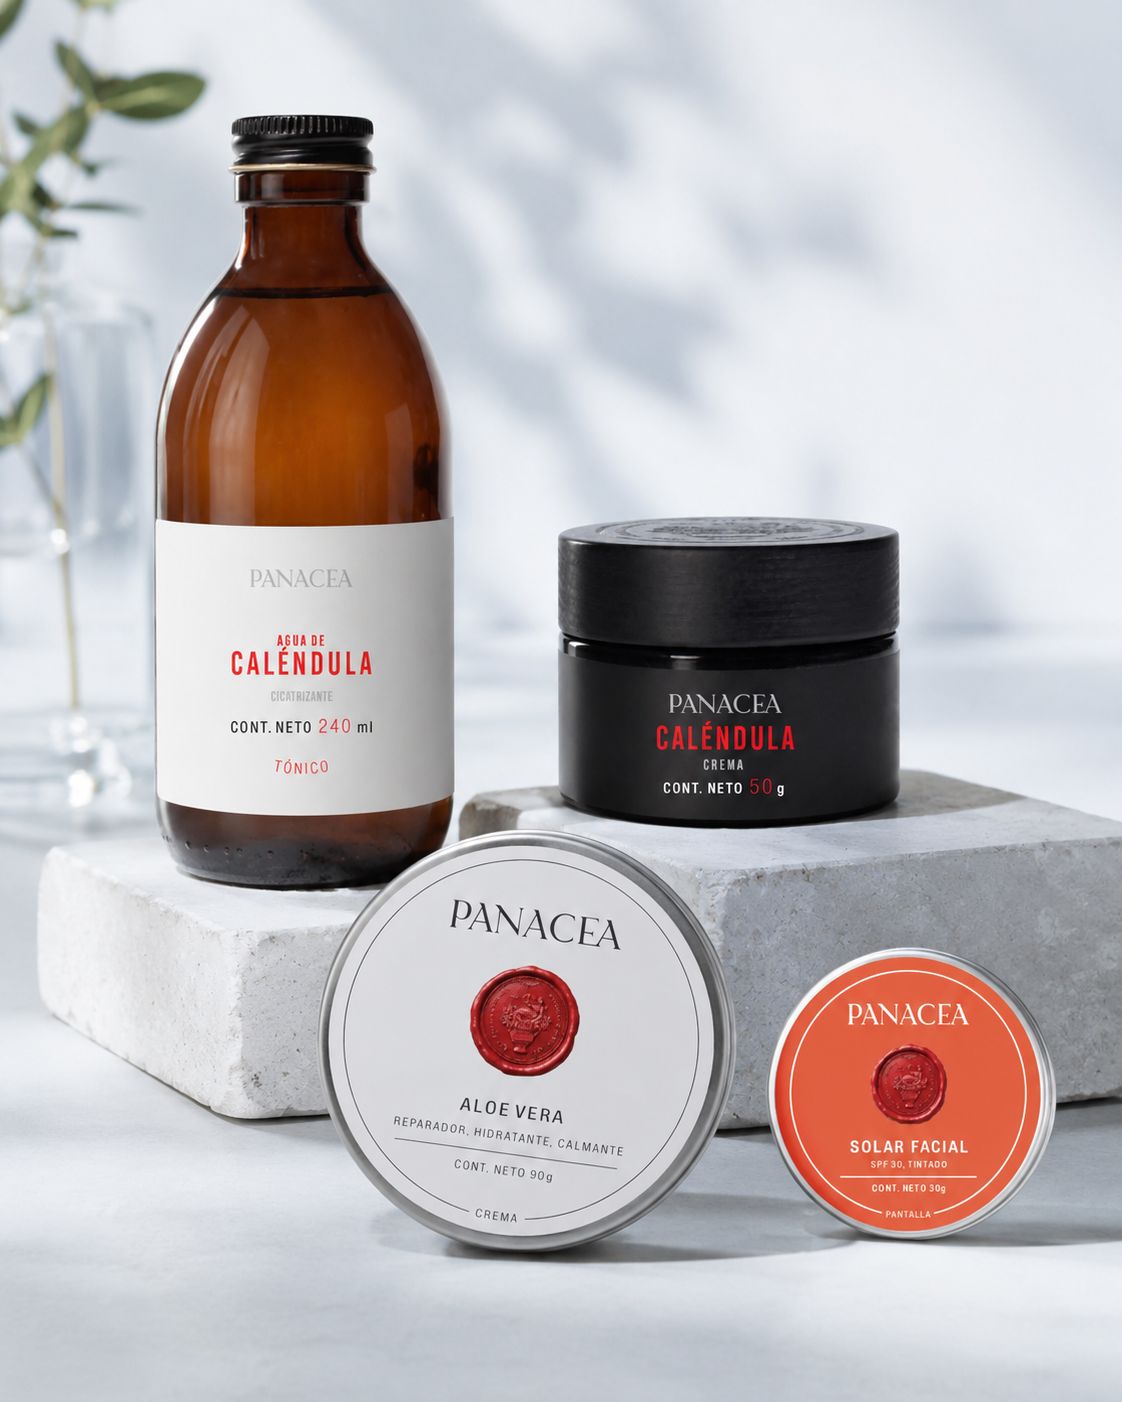 PANACEA
AGUA DE
CALÉNDULA
CICATRIZANTE
CONT. NETO 240 ml
TÓNICO
PANACEA
CALÉNDULA
CREMA
CONT. NETO 50 g
PANACEA
ALOE VERA
REPARADOR, HIDRATANTE, CALMANTE
CONT. NETO 90g
CREMA
PANACEA
SOLAR FACIAL
SPF 30, TINTADO
CONT. NETO 30g
PANTALLA